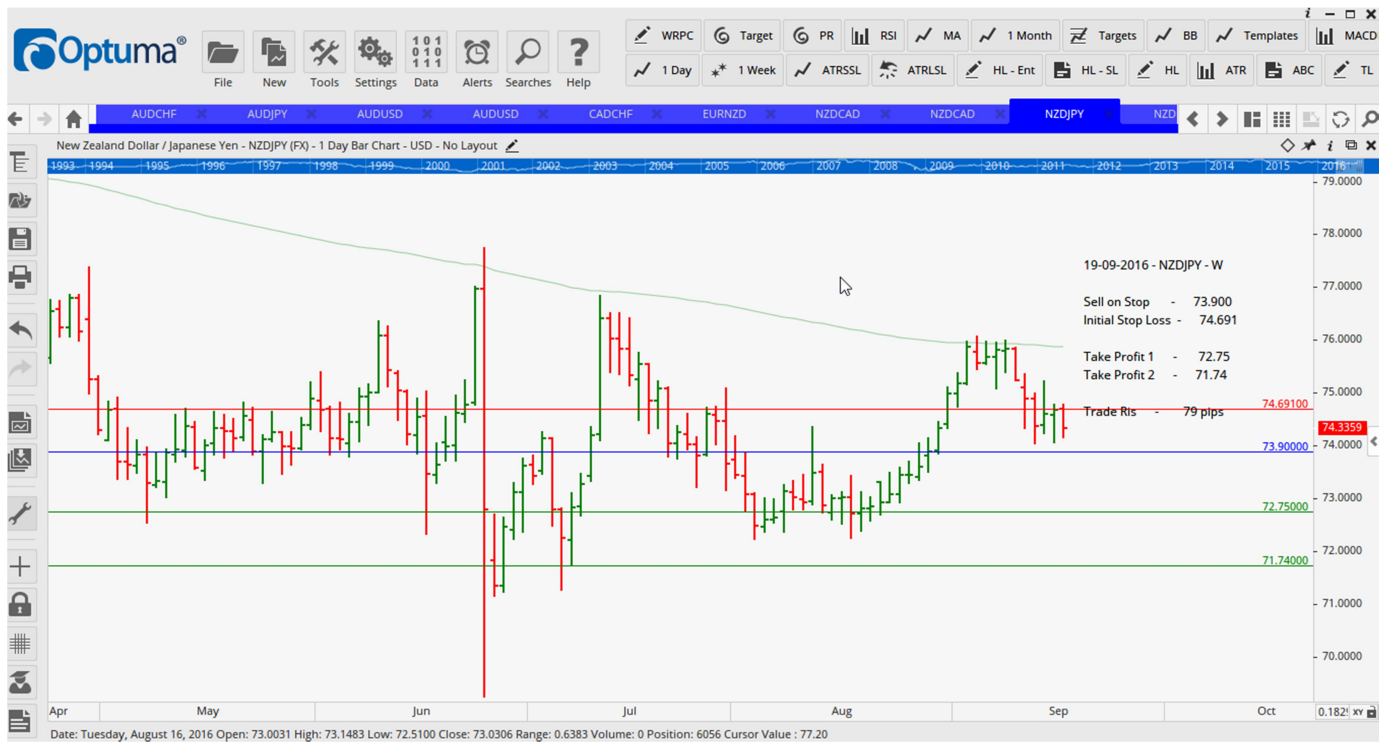 Optuma®
File
New
Tools
Settings
101
010
111
Data
Alerts
Searches
?
Help
WRPC
Target
PR
RSI
MA
1 Month
Targets
BB
Templates
MACD
1 Day
1 Week
ATRSSL
ATRLSL
HL - Ent
HL - SL
HL
ATR
ABC
TL
AUDCHF
AUDJPY
AUDUSD
AUDUSD
CADCHF
EURNZD
NZDCAD
NZDCAD
NZDJPY
NZD
New Zealand Dollar / Japanese Yen - NZDJPY (FX) - 1 Day Bar Chart - USD - No Layout
1993 1994 1995 1996 1997 1998 1999 2000 2001 2002 2003 2004 2005 2006 2007 2008 2009 2010 2011 2012 2013 2014 2015 2016
79.0000
78.0000
19-09-2016 - NZDJPY - W
77.0000
Sell on Stop - 73.900
Initial Stop Loss - 74.691
76.0000
Take Profit 1 - 72.75
Take Profit 2 - 71.74
75.0000
74.69100
Trade Ris - 79 pips
74.3359
74.0000
73.90000
73.0000
72.75000
72.0000
71.74000
71.0000
70.0000
Apr May Jun Jul Aug Sep Oct
0.182 XY
Date: Tuesday, August 16, 2016 Open: 73.0031 High: 73.1483 Low: 72.5100 Close: 73.0306 Range: 0.6383 Volume: 0 Position: 6056 Cursor Value : 77.20